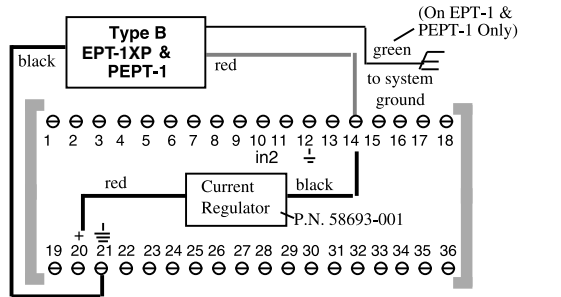 (On EPT-1 &
PEPT-1 Only)
Type B
EPT-1XP &
PEPT-1
black
red
green
to system
ground
1 2 3 4 5 6 7 8 9 10 11 12 13 14 15 16 17 18
in2
red
Current
Regulator
black
P.N. 58693-001
+
19 20 21 22 23 24 25 26 27 28 29 30 31 32 33 34 35 36